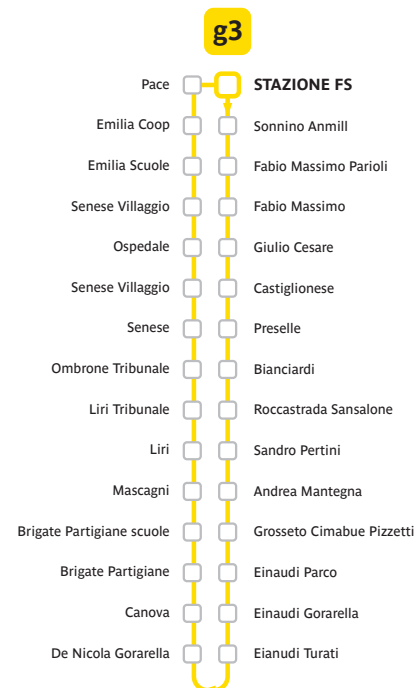 g3
Pace
STAZIONE FS
Emilia Coop
Sonnino Anmill
Emilia Scuole
Fabio Massimo Parioli
Senese Villaggio
Fabio Massimo
Ospedale
Giulio Cesare
Senese Villaggio
Castiglionese
Senese
Preselle
Ombrone Tribunale
Bianciardi
Liri Tribunale
Roccastrada Sansalone
Liri
Sandro Pertini
Mascagni
Andrea Mantegna
Brigate Partigiane scuole
Grosseto Cimabue Pizzetti
Brigate Partigiane
Einaudi Parco
Canova
Einaudi Gorarella
De Nicola Gorarella
Eianudi Turati